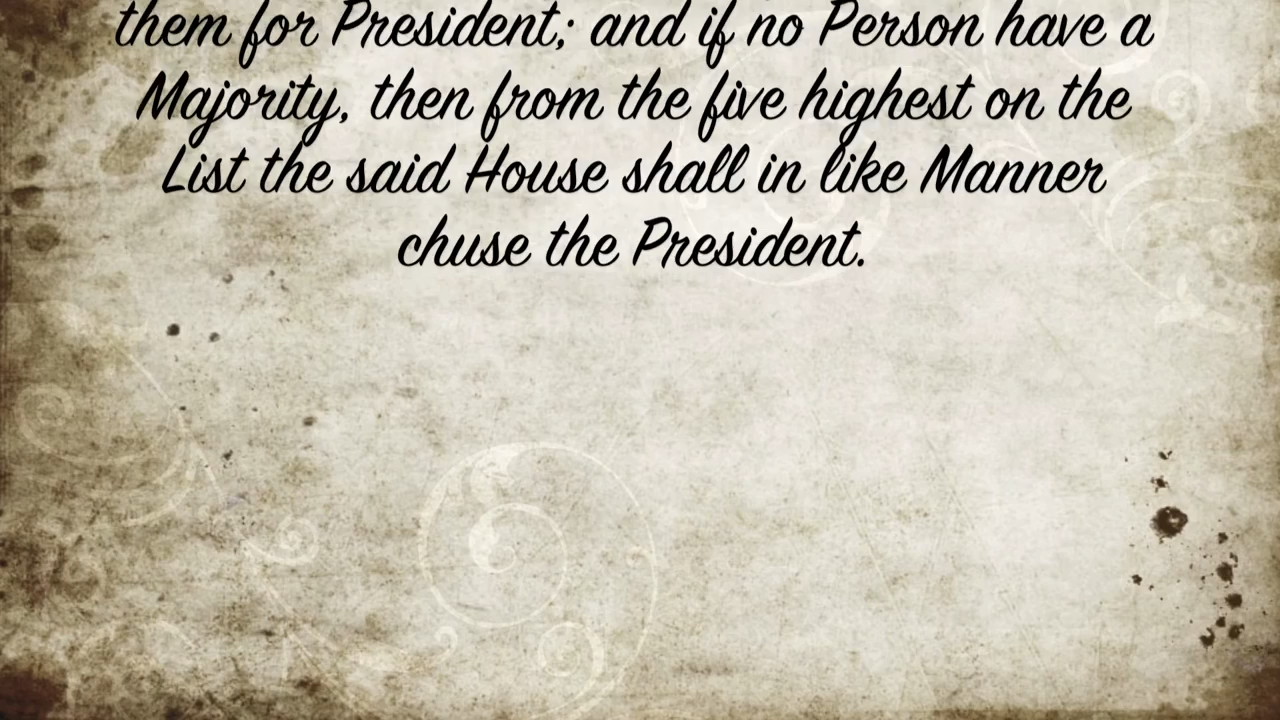 them for President; and if no Person have a
Majority, then from the five highest on the
List the said House shall in like Manner
chuse the President.